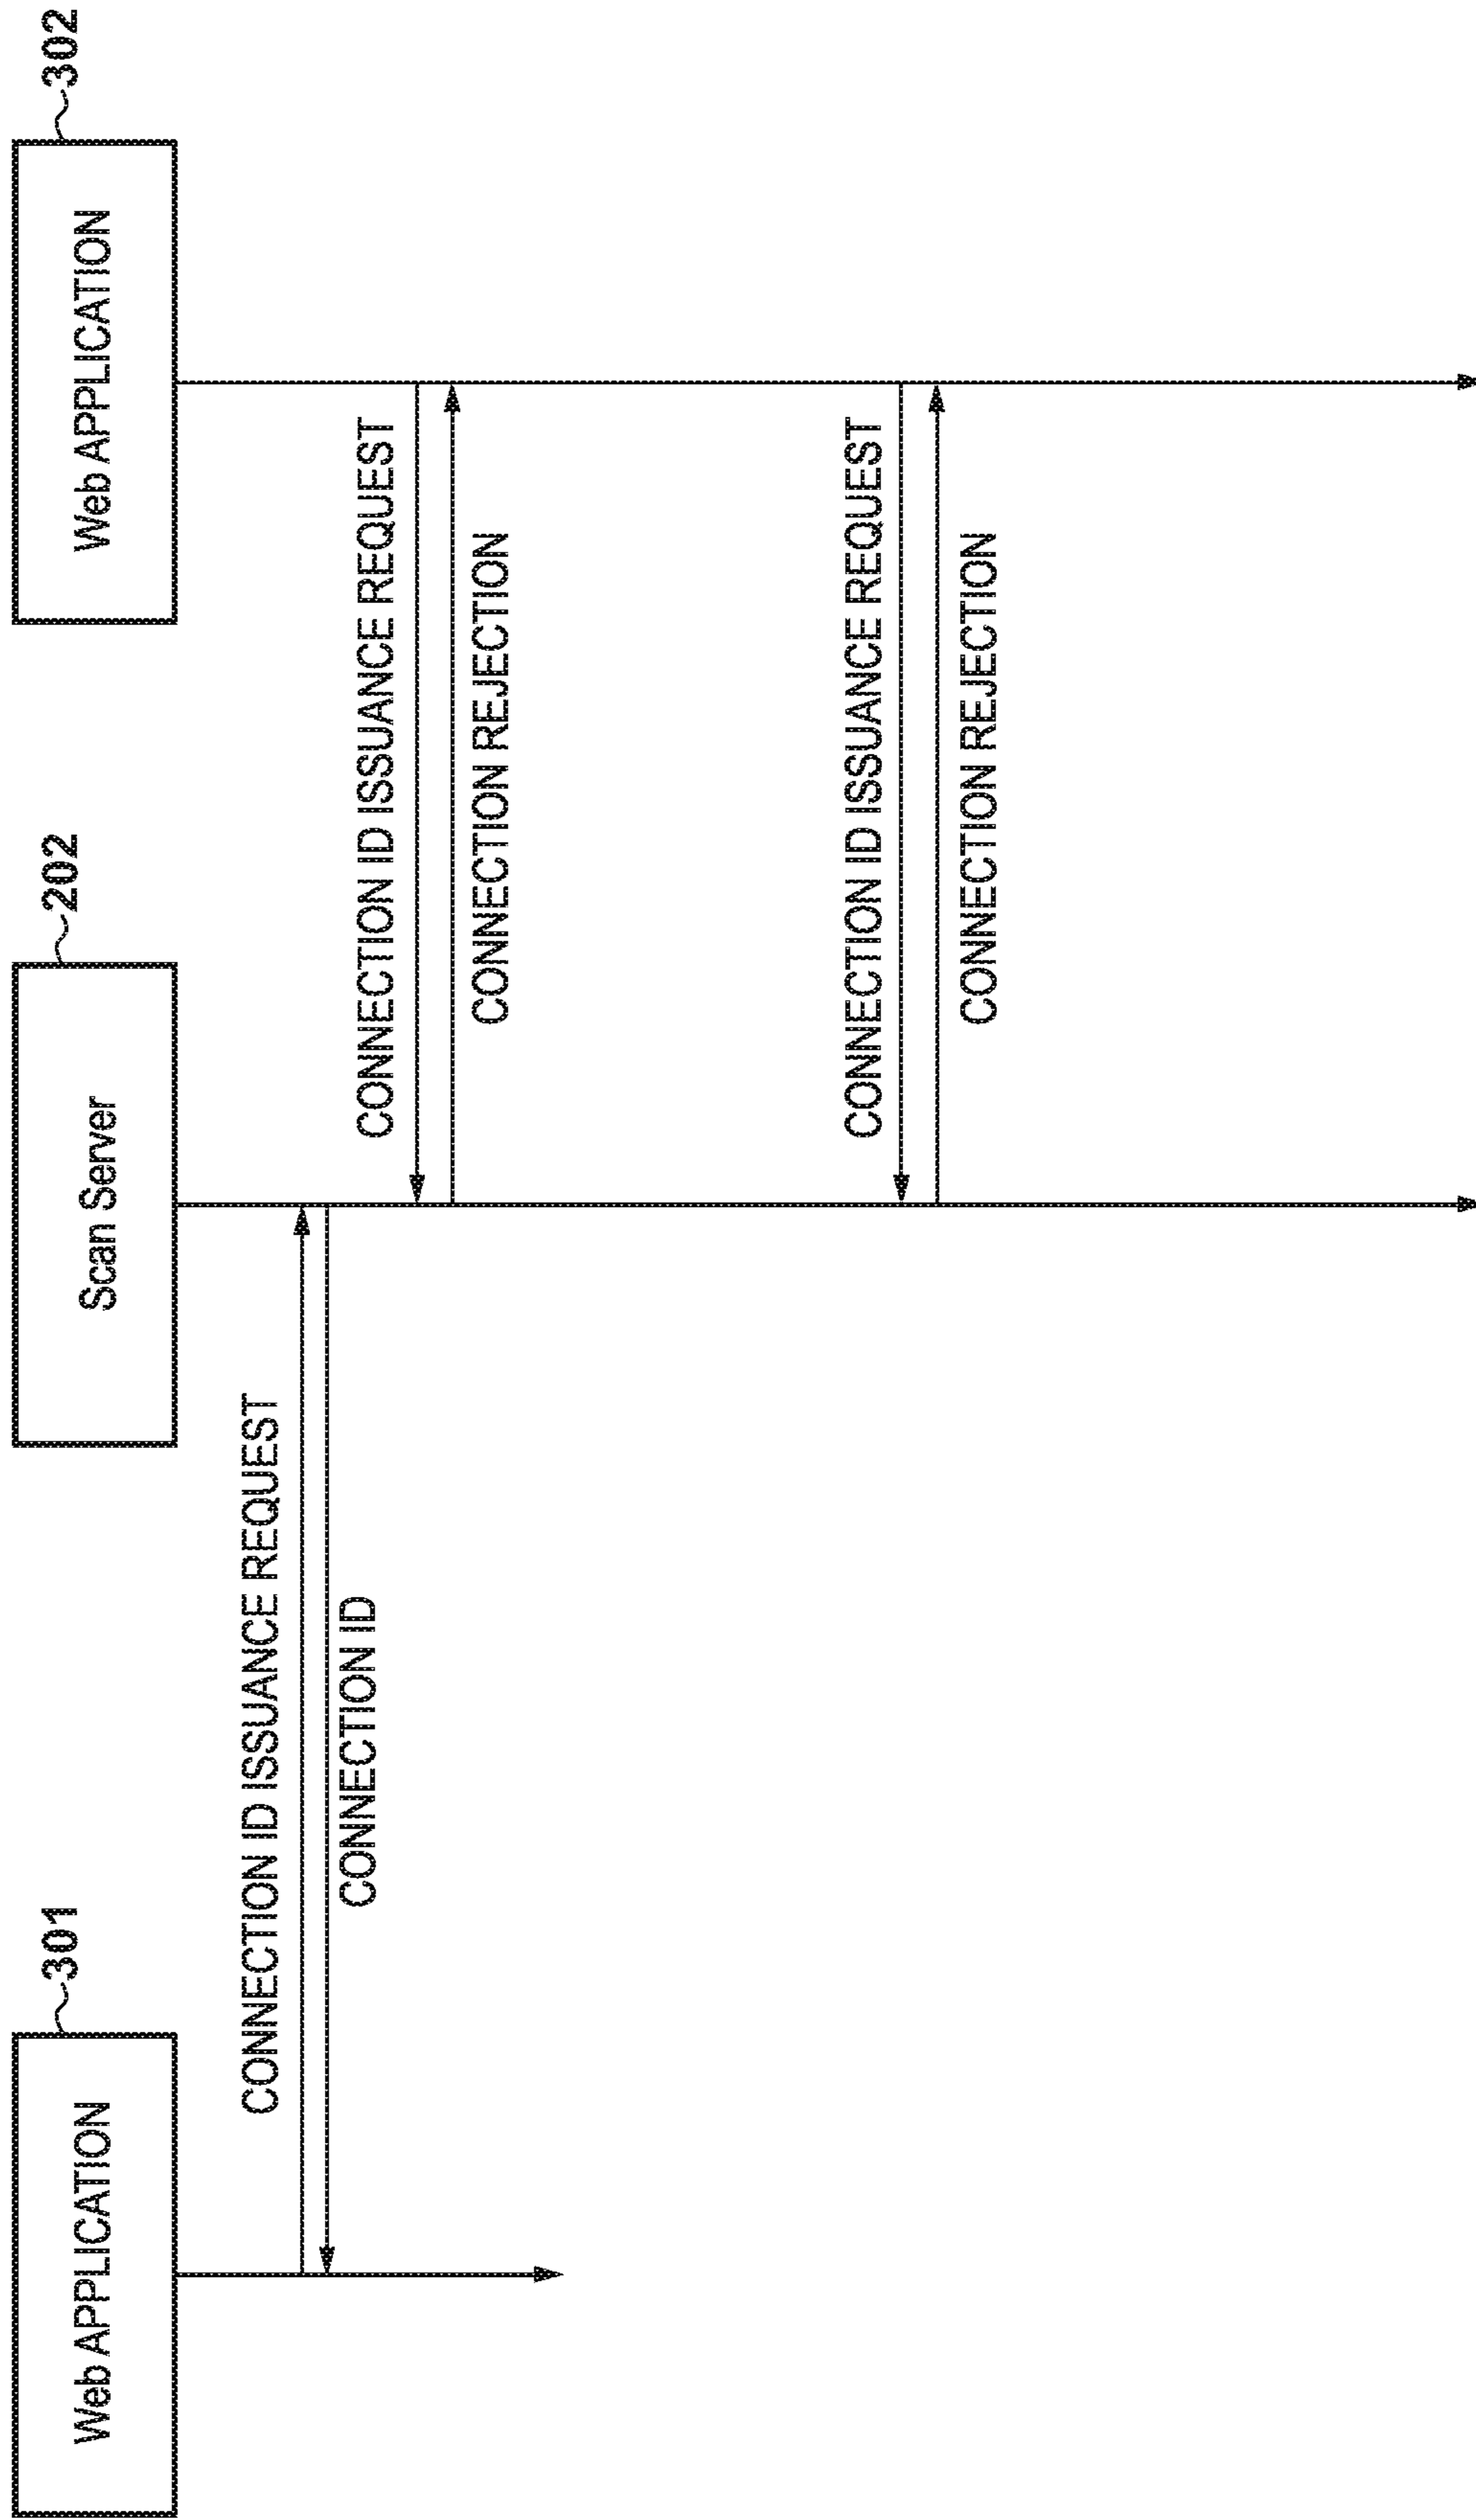 Web APPLICATION
301
Scan Server
202
Web APPLICATION
302
CONNECTION ID ISSUANCE REQUEST
CONNECTION ID
CONNECTION ID ISSUANCE REQUEST
CONNECTION REJECTION
CONNECTION ID ISSUANCE REQUEST
CONNECTION REJECTION